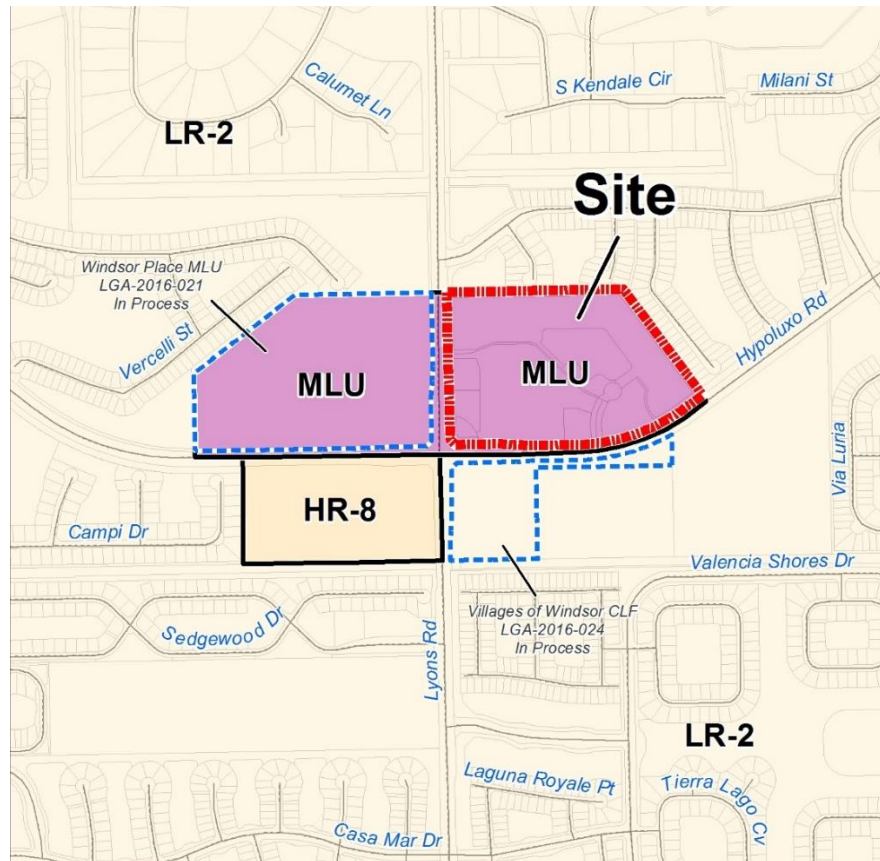 Calumet Ln
S Kendale Cir
Milani St
LR-2
Site
Windsor Place MLU
LGA-2016-021
In Process
Vercelli St
MLU
MLU
Hypoluxo Rd
Via Luria
HR-8
Campi Dr
Valencia Shores Dr
Villages of Windsor CLF
LGA-2016-024
In Process
Sedgewood Dr
Lyons Rd
LR-2
Laguna Royale Pt
Tierra Lago Cv
Casa Mar Dr